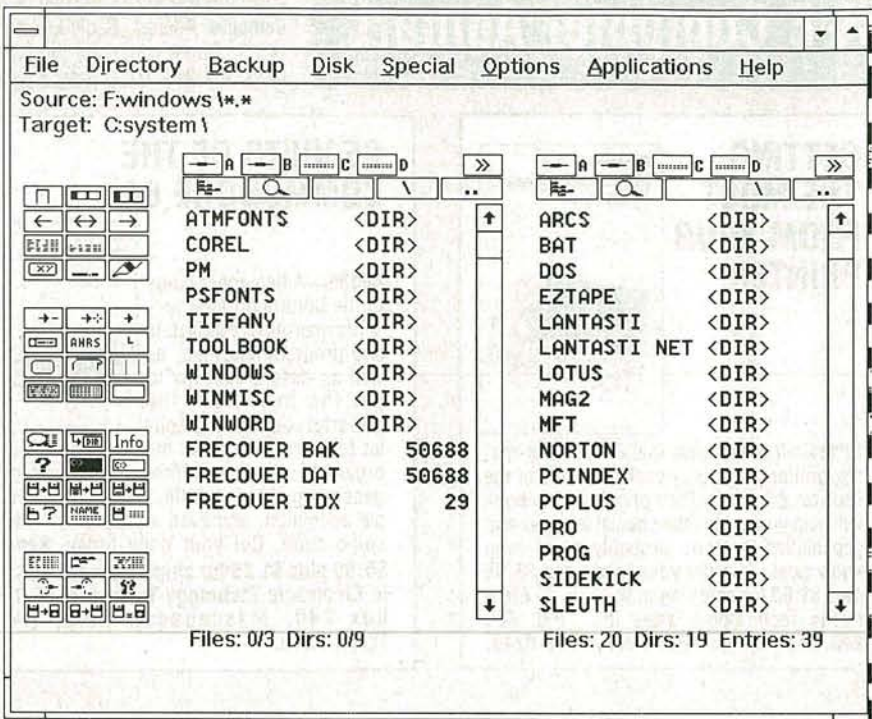 File Directory Backup Disk Special Options Applications Help
Source: F:windows \*.*
Target: C:system \
A B C D >>
\ ..
ATMFONTS <DIR>
COREL <DIR>
PM <DIR>
PSFONTS <DIR>
TIFFANY <DIR>
TOOLBOOK <DIR>
WINDOWS <DIR>
WINMISC <DIR>
WINWORD <DIR>
FRECOVER BAK 50688
FRECOVER DAT 50688
FRECOVER IDX 29
Files: 0/3 Dirs: 0/9
A B C D >>
..
ARCS <DIR>
BAT <DIR>
DOS <DIR>
EZTAPE <DIR>
LANTASTI <DIR>
LANTASTI NET <DIR>
LOTUS <DIR>
MAG2 <DIR>
MFT <DIR>
NORTON <DIR>
PCINDEX <DIR>
PCPLUS <DIR>
PRO <DIR>
PROG <DIR>
SIDEKICK <DIR>
SLEUTH <DIR>
Files: 20 Dirs: 19 Entries: 39
AHRS
Info
?
?
NAME